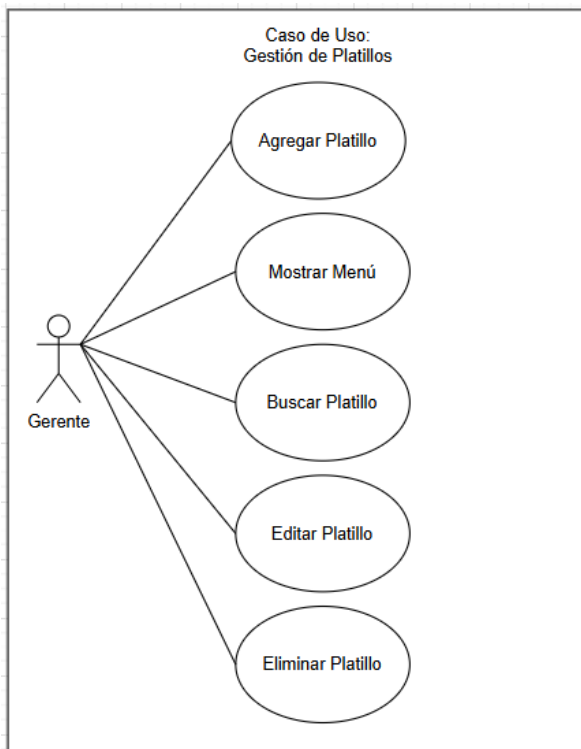 Caso de Uso:
Gestión de Platillos
Agregar Platillo
Mostrar Menú
Buscar Platillo
Gerente
Editar Platillo
Eliminar Platillo